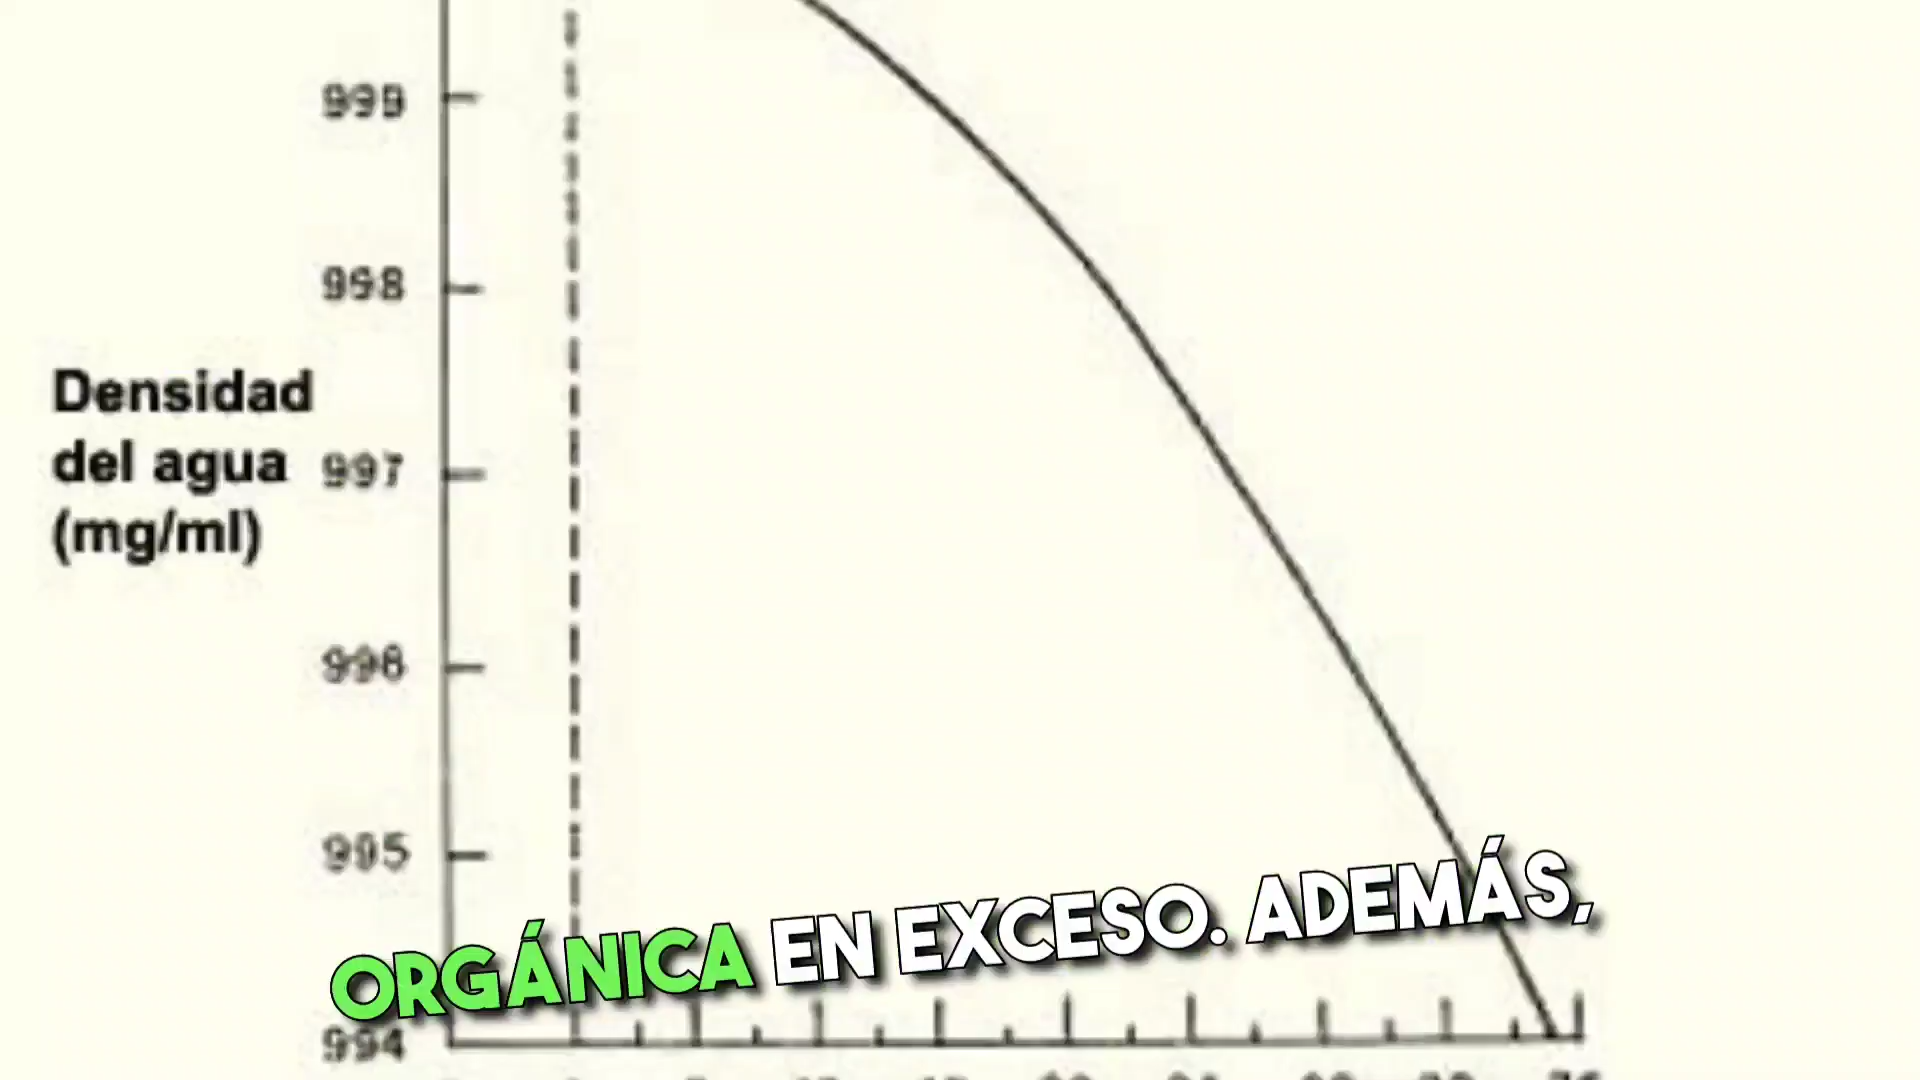 999
998
Densidad
del agua
(mg/ml)
997
996
995
ORGÁNICA EN EXCESO. ADEMÁS,
994